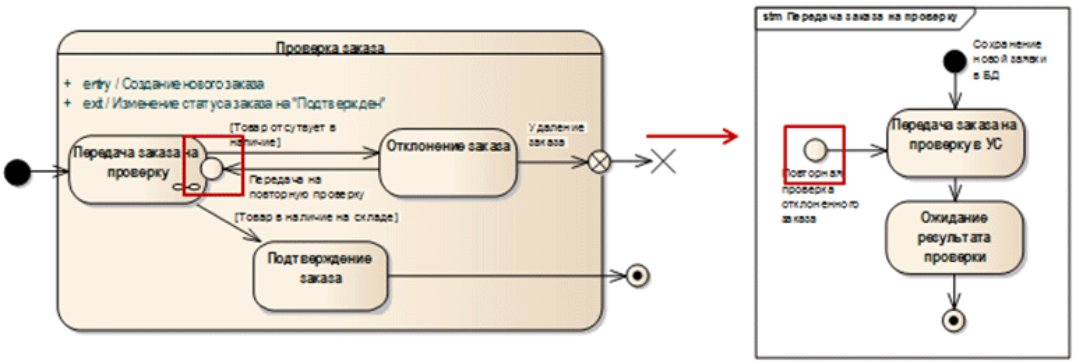 Проверка заказа
+ entry / Создание нового заказа
+ exit / Изменение статуса заказа на "Подтвержден"
[Товар отсутвует в
наличие]
Передача заказа на
проверку
Отклонение заказа
Удаление
заказа
Передача на
повторную проверку
[Товар в наличие на складе]
Подтверждение
заказа
stm Передача заказа на проверку
Сохранение
новой заявки
в БД
Передача заказа на
проверку в УС
Повторная
проверка
отклоненного
заказа
Ожидание
результата
проверки